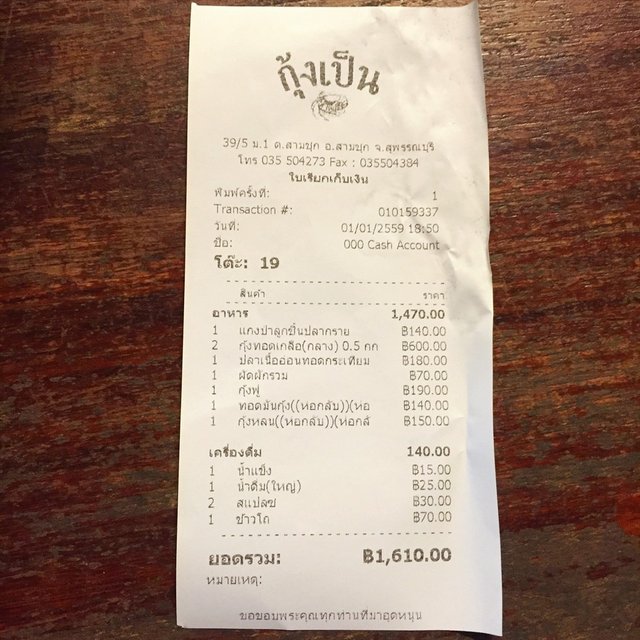 กุ้งเป็น
39/5 ม.1 ต.สามชุก อ.สามชุก จ.สุพรรณบุรี
โทร 035 504273 Fax : 035504384
ใบเรียกเก็บเงิน
พิมพ์ครั้งที่: 1
Transaction #: 010159337
วันที่: 01/01/2559 18:50
ชื่อ: 000 Cash Account
โต๊ะ: 19
สินค้า ราคา
อาหาร 1,470.00
1 แกงป่าลูกชิ้นปลากราย ฿140.00
2 กุ้งทอดเกลือ(กลาง) 0.5 กก ฿600.00
1 ปลาเนื้ออ่อนทอดกระเทียม ฿180.00
1 ผัดผักรวม ฿70.00
1 กุ้งฟู ฿190.00
1 ทอดมันกุ้ง((ห่อกลับ))(ห่อ ฿140.00
1 กุ้งหลน((ห่อกลับ))(ห่อกลั ฿150.00
เครื่องดื่ม 140.00
1 น้ำแข็ง ฿15.00
1 น้ำดื่ม(ใหญ่) ฿25.00
2 สแปลช ฿30.00
1 ข้าวโถ ฿70.00
ยอดรวม: ฿1,610.00
หมายเหตุ:
ขอขอบพระคุณทุกท่านที่มาอุดหนุน